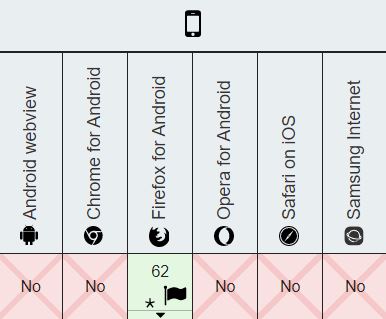 Android webview
Chrome for Android
Firefox for Android
Opera for Android
Safari on iOS
Samsung Internet
No
No
62
*
No
No
No